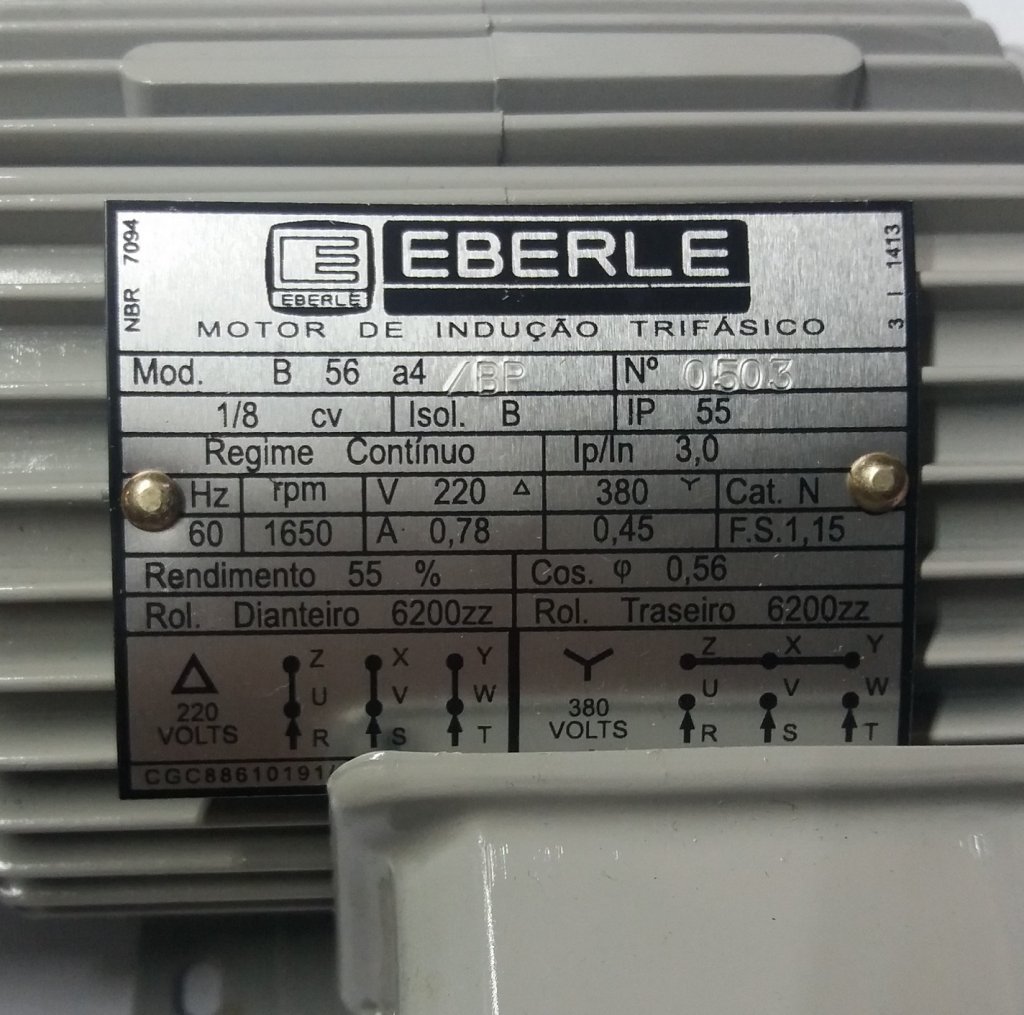 NBR 7094
EBERLE
EBERLE
3 | 1413
MOTOR DE INDUÇÃO TRIFÁSICO
Mod. B 56 a4 /BP Nº 0503
1/8 cv Isol. B IP 55
Regime Contínuo Ip/In 3,0
Hz rpm V 220 △ 380 Y Cat. N
60 1650 A 0,78 0,45 F.S.1,15
Rendimento 55 % Cos. φ 0,56
Rol. Dianteiro 6200zz Rol. Traseiro 6200zz
Z X Y Z X Y
U V W U V W
220 VOLTS 380 VOLTS
R S T R S T
CGC88610191/